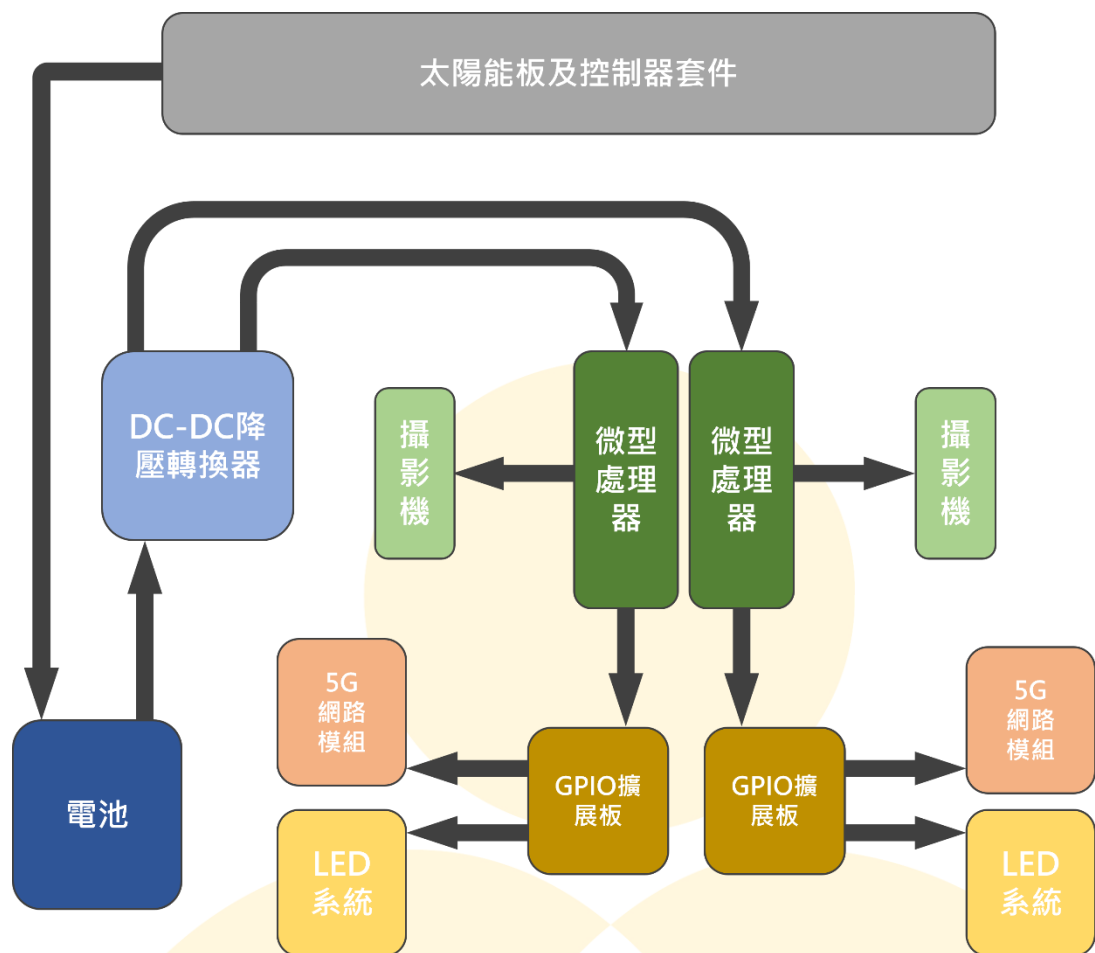 太陽能板及控制器套件
DC-DC降
壓轉換器
攝
影
機
微型
處理
器
微型
處理
器
攝
影
機
5G
網路
模組
5G
網路
模組
電池
GPIO擴
展板
GPIO擴
展板
LED
系統
LED
系統